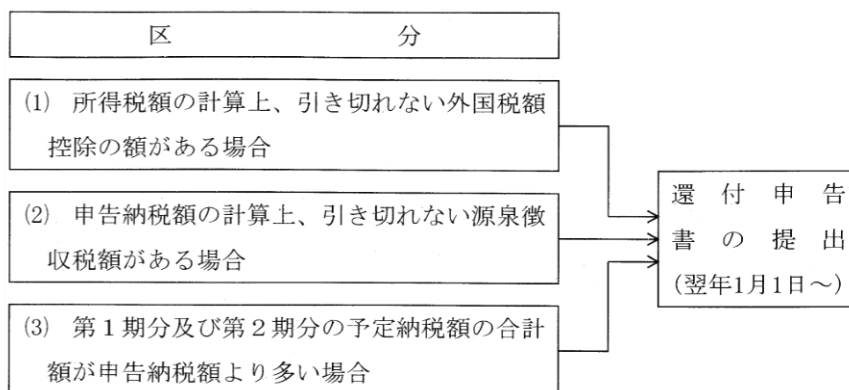 区分
(1) 所得税額の計算上、引き切れない外国税額
控除の額がある場合
(2) 申告納税額の計算上、引き切れない源泉徴
収税額がある場合
(3) 第1期分及び第2期分の予定納税額の合計
額が申告納税額より多い場合
還付申告
書の提出
(翌年1月1日～)